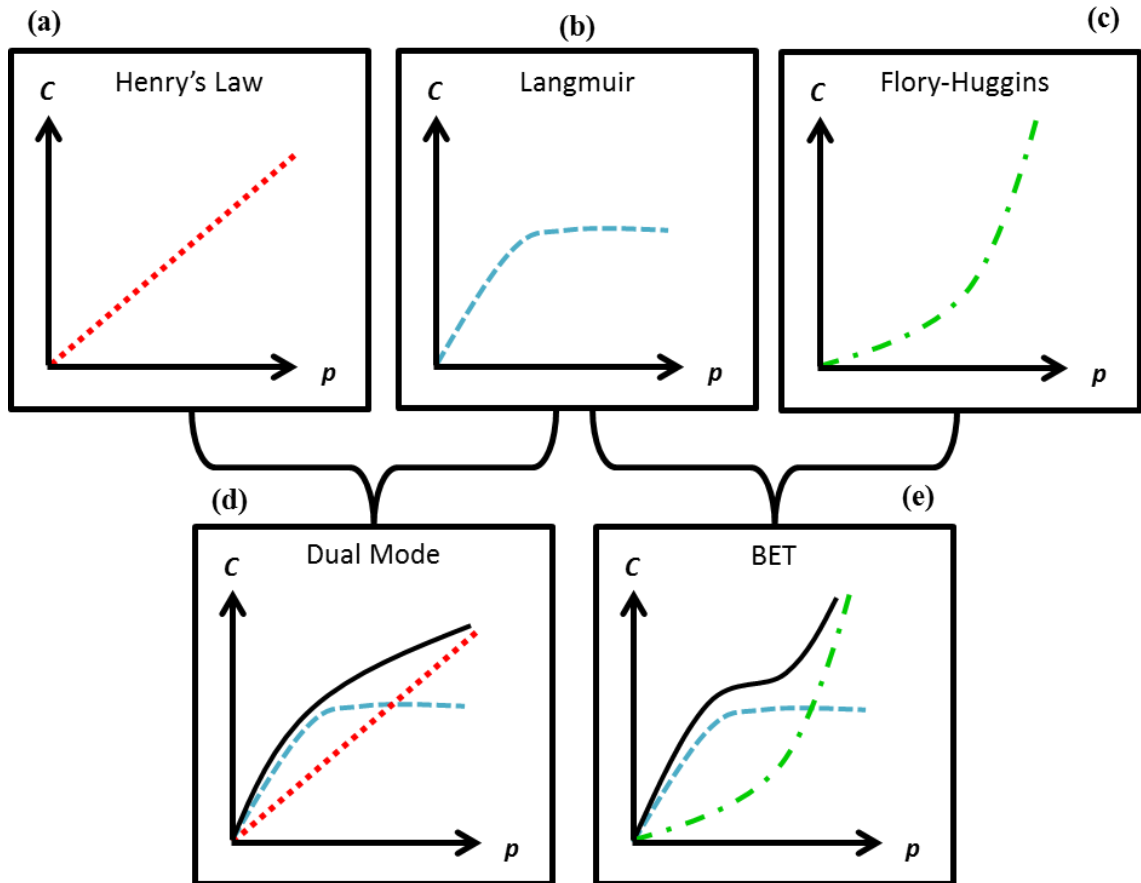 (a)
Henry's Law
C
p
(b)
Langmuir
C
p
(c)
Flory-Huggins
C
p
(d)
Dual Mode
C
p
(e)
BET
C
p